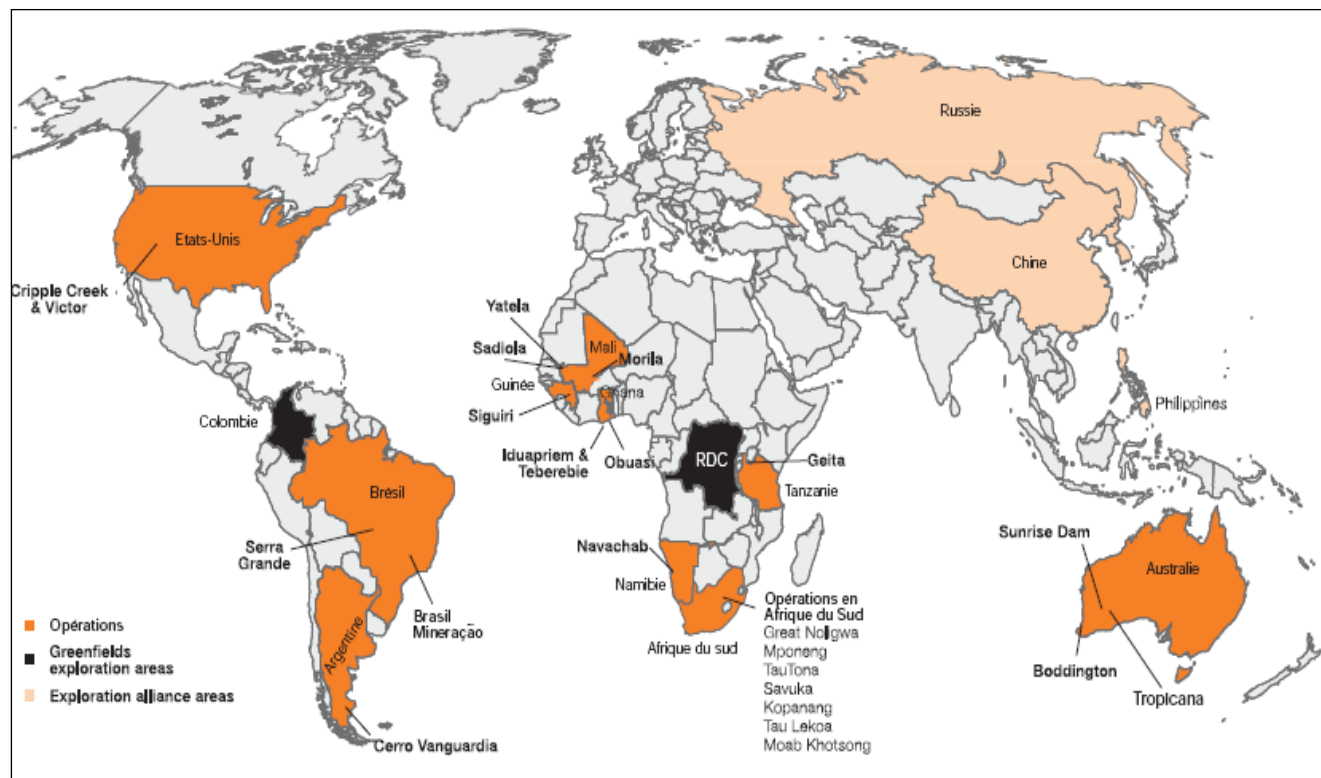 Russie
Etats-Unis
Chine
Cripple Creek
& Victor
Yatela
Mali
Sadiola
Morila
Guinée
Ghana
Philippines
Siguiri
Colombie
Iduapriem &
Teberebie
Obuasi
RDC
Geita
Tanzanie
Brésil
Sunrise Dam
Serra
Grande
Navachab
Namibie
Australie
Opérations en
Afrique du Sud
Great Noligwa
Mponeng
TauTona
Savuka
Kopanang
Tau Lekoa
Moab Khotsong
Brasil
Mineração
Afrique du sud
Argentine
Boddington
Tropicana
Cerro Vanguardia
Opérations
Greenfields
exploration areas
Exploration alliance areas